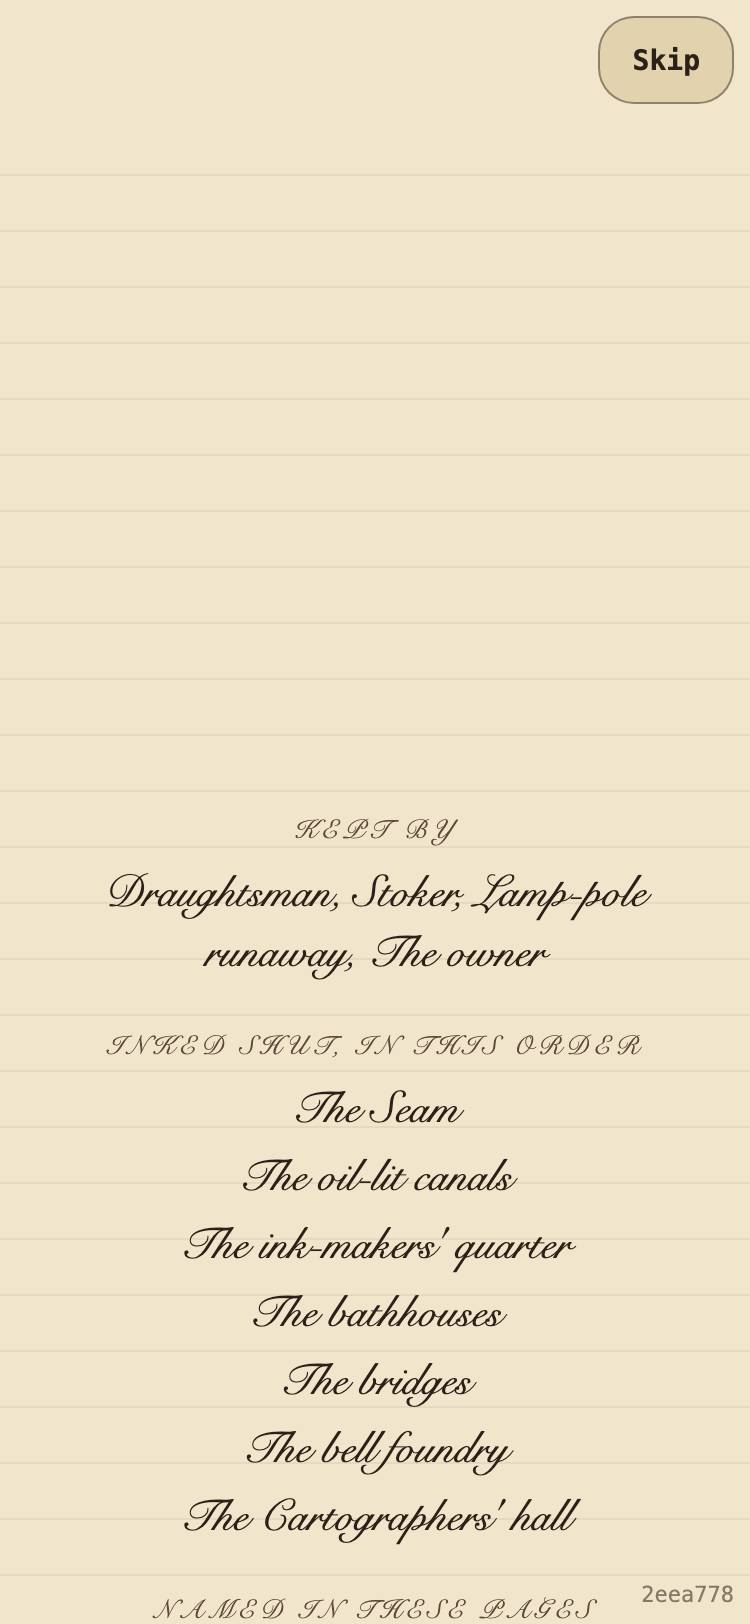 Skip
KEPT BY
Draughtsman, Stoker, Lamp-pole
runaway, The owner
INKED SHUT, IN THIS ORDER
The Seam
The oil-lit canals
The ink-makers' quarter
The bathhouses
The bridges
The bell foundry
The Cartographers' hall
2eea778
NAMED IN THESE PAGES